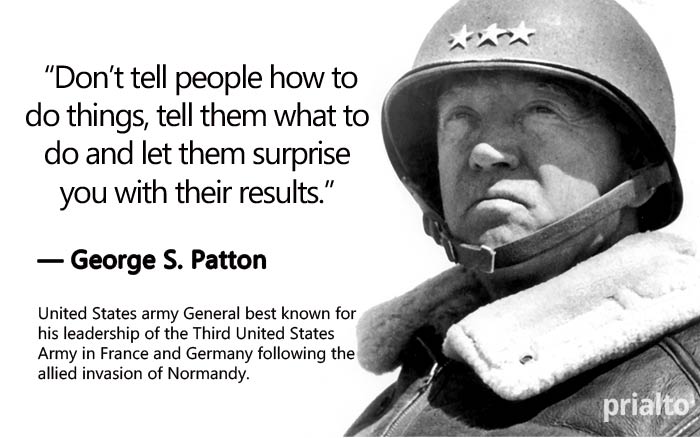 “Don’t tell people how to
do things, tell them what to
do and let them surprise
you with their results.”
— George S. Patton
United States army General best known for
his leadership of the Third United States
Army in France and Germany following the
allied invasion of Normandy.
prialto